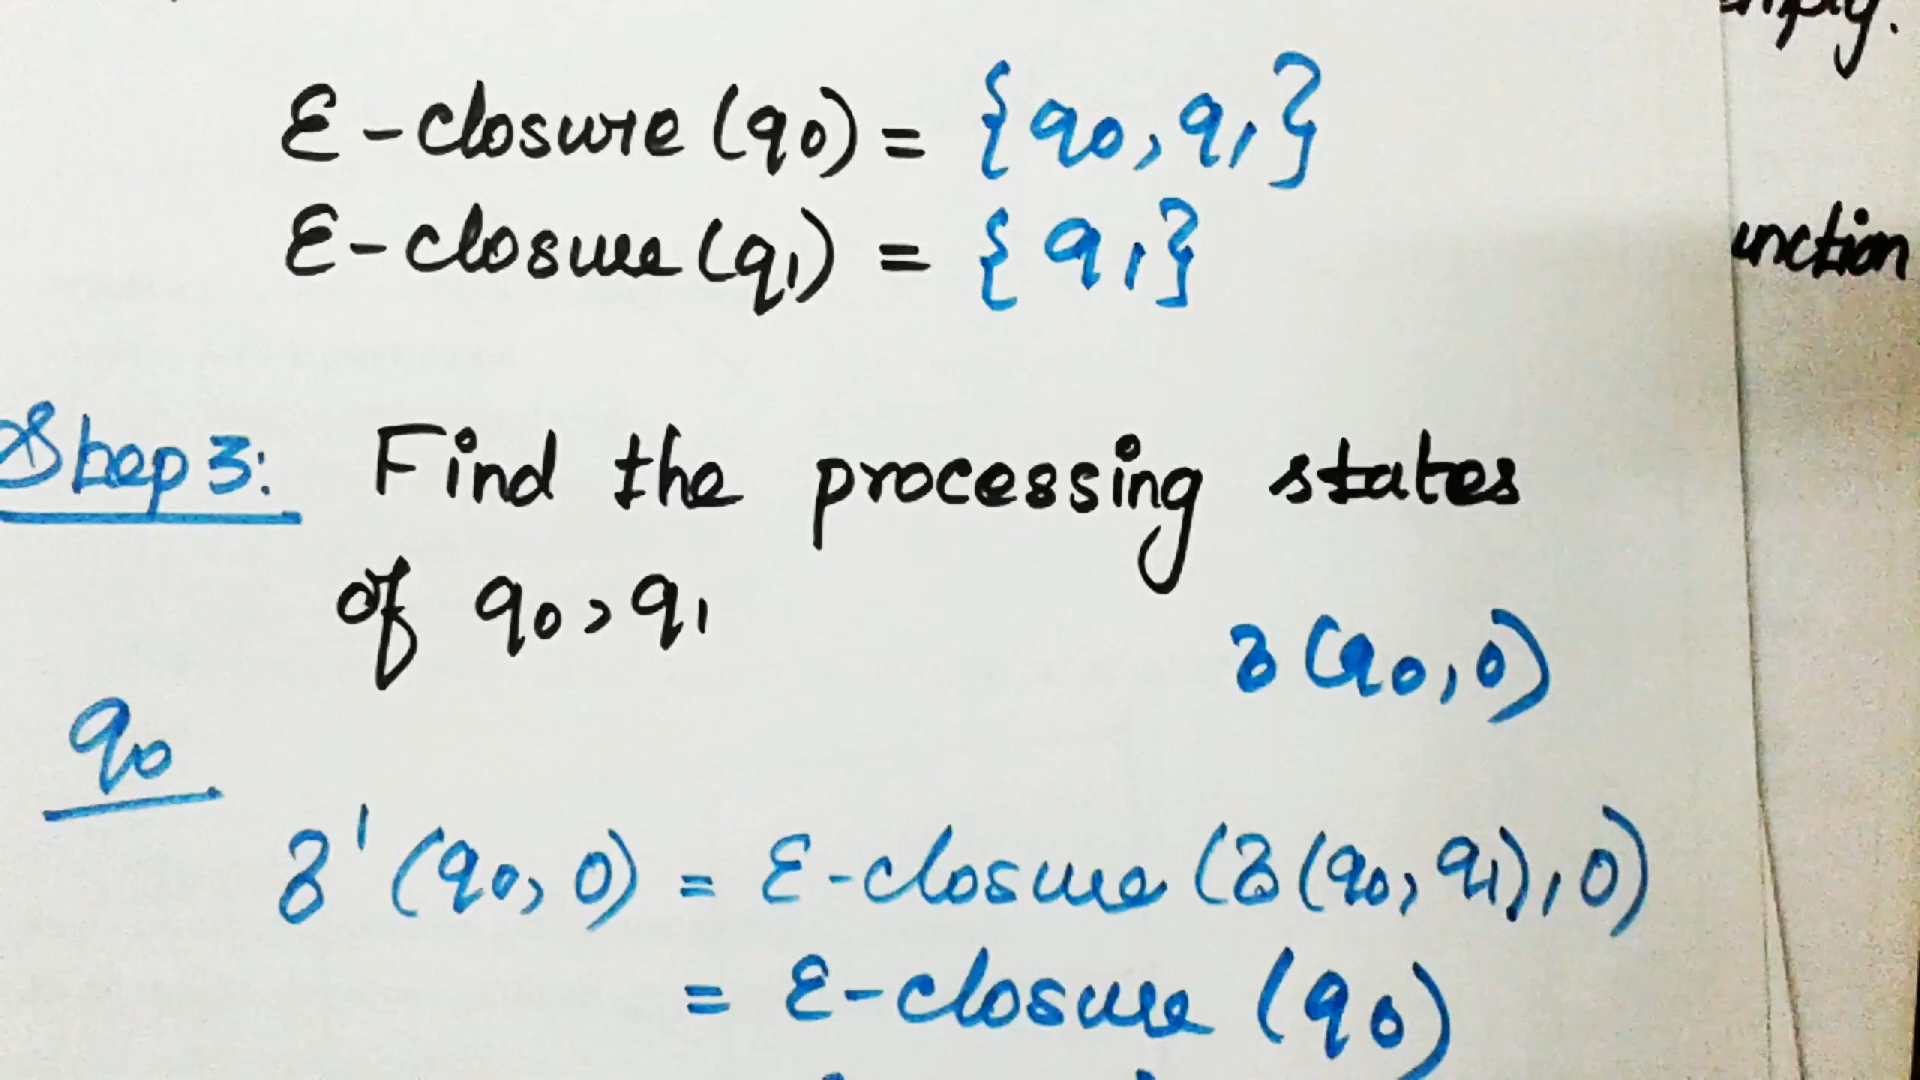 ε-closure (q0) = {q0, q1}
ε-closure (q1) = {q1}
unction
Step 3: Find the processing states
of q0, q1
δ(q0, 0)
q0
δ'(q0, 0) = ε-closure (δ(q0, q1), 0)
= ε-closure (q0)